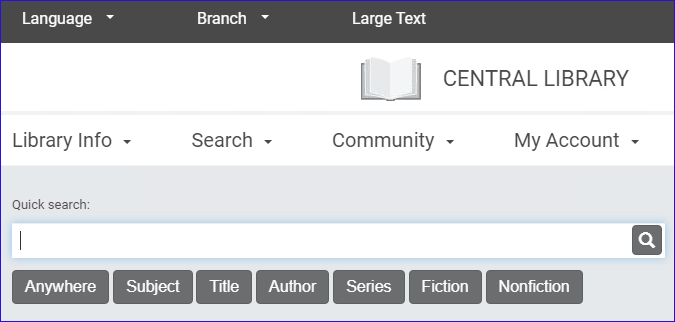 Language Branch Large Text
CENTRAL LIBRARY
Library Info Search Community My Account
Quick search:
Anywhere Subject Title Author Series Fiction Nonfiction